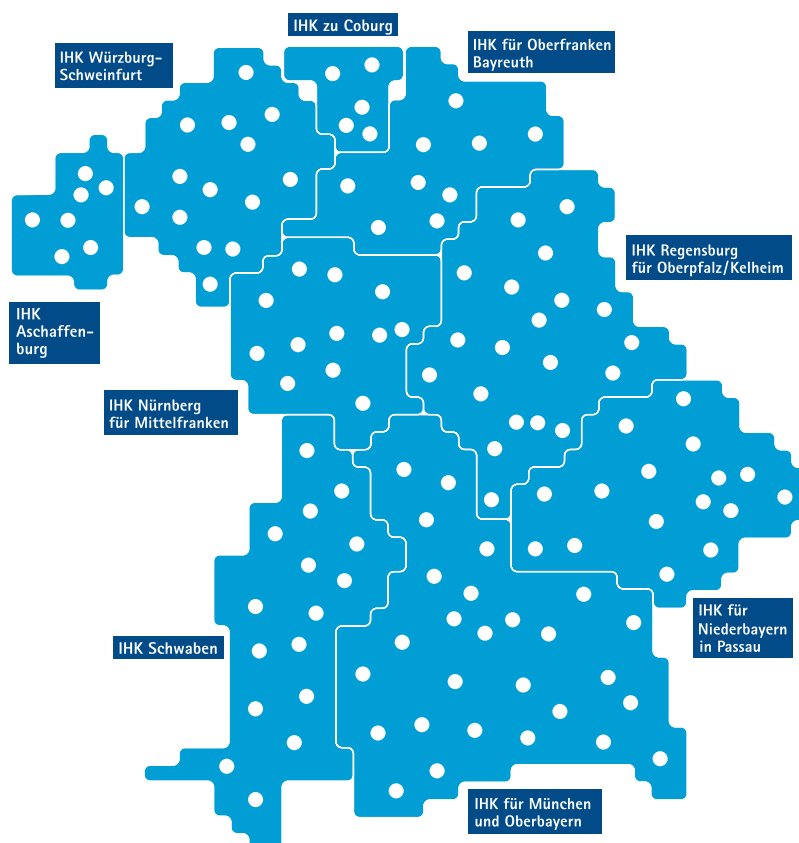 IHK zu Coburg
IHK für Oberfranken
Bayreuth
IHK Würzburg-
Schweinfurt
IHK Regensburg
für Oberpfalz/Kelheim
IHK
Aschaffen-
burg
IHK Nürnberg
für Mittelfranken
IHK für
Niederbayern
in Passau
IHK Schwaben
IHK für München
und Oberbayern